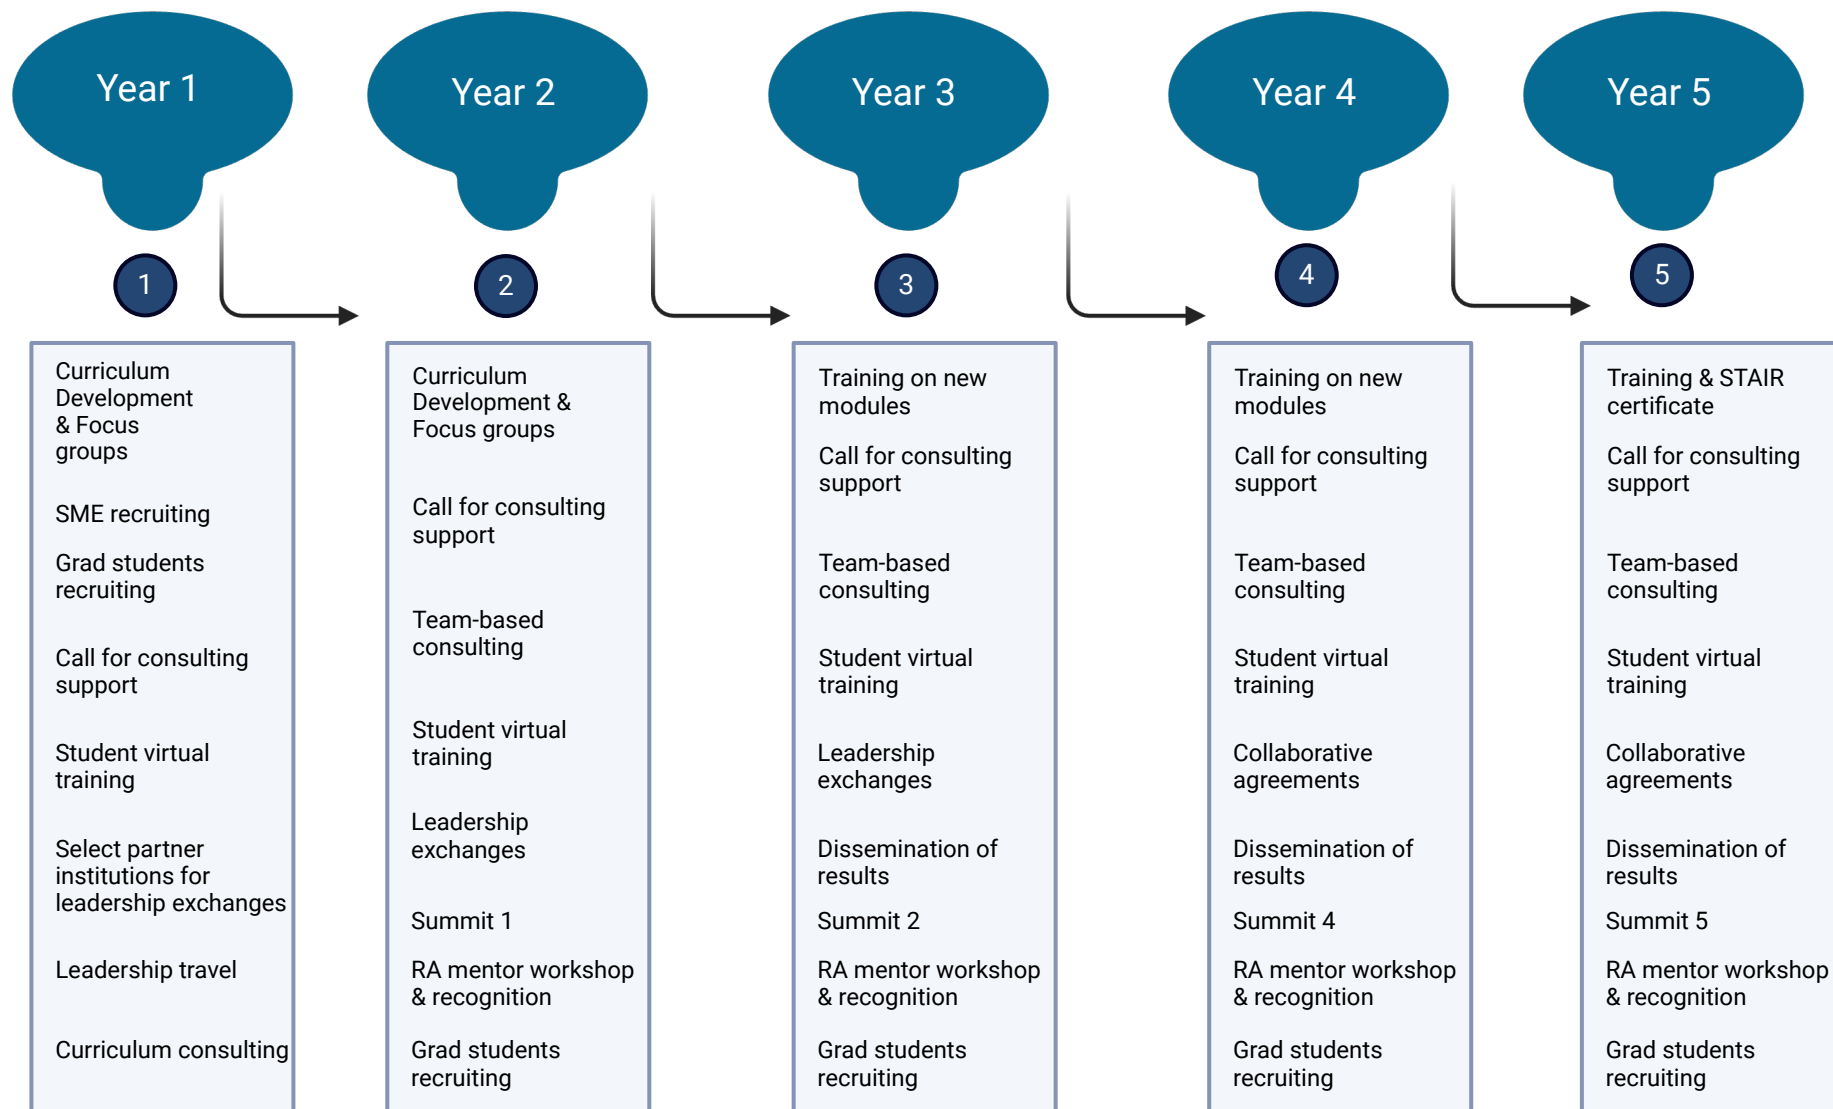 Year 1
Year 2
Year 3
Year 4
Year 5
1
2
3
4
5
Curriculum
Development
& Focus
groups
SME recruiting
Grad students
recruiting
Call for consulting
support
Student virtual
training
Select partner
institutions for
leadership exchanges
Leadership travel
Curriculum consulting
Curriculum
Development &
Focus groups
Call for consulting
support
Team-based
consulting
Student virtual
training
Leadership
exchanges
Summit 1
RA mentor workshop
& recognition
Grad students
recruiting
Training on new
modules
Call for consulting
support
Team-based
consulting
Student virtual
training
Leadership
exchanges
Dissemination of
results
Summit 2
RA mentor workshop
& recognition
Grad students
recruiting
Training on new
modules
Call for consulting
support
Team-based
consulting
Student virtual
training
Collaborative
agreements
Dissemination of
results
Summit 4
RA mentor workshop
& recognition
Grad students
recruiting
Training & STAIR
certificate
Call for consulting
support
Team-based
consulting
Student virtual
training
Collaborative
agreements
Dissemination of
results
Summit 5
RA mentor workshop
& recognition
Grad students
recruiting